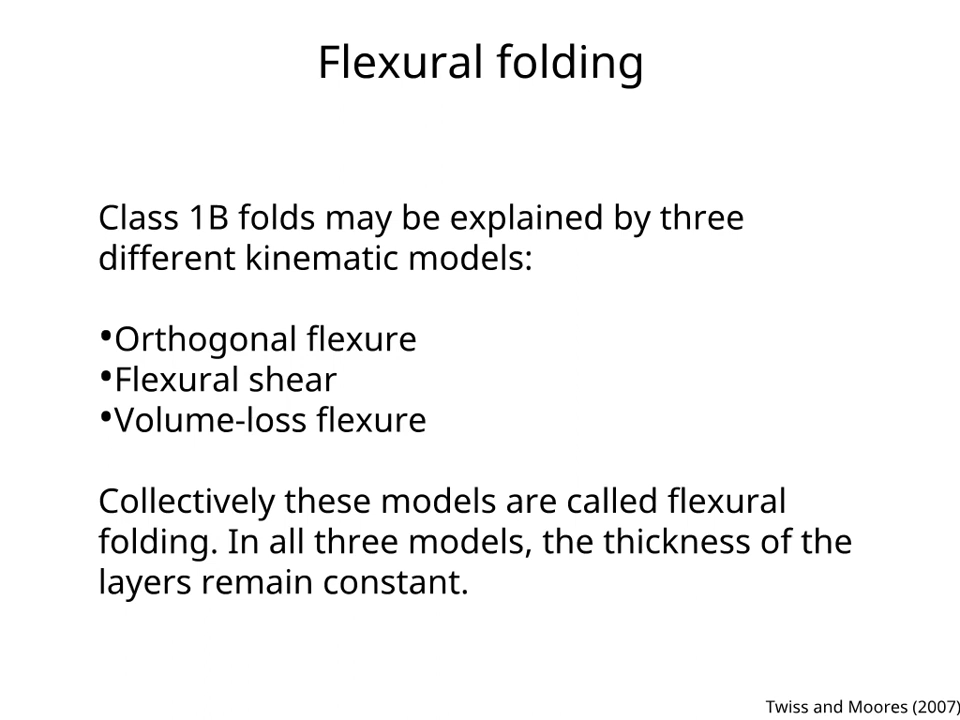 Flexural folding
Class 1B folds may be explained by three
different kinematic models:
•Orthogonal flexure
•Flexural shear
•Volume-loss flexure
Collectively these models are called flexural
folding. In all three models, the thickness of the
layers remain constant.
Twiss and Moores (2007)